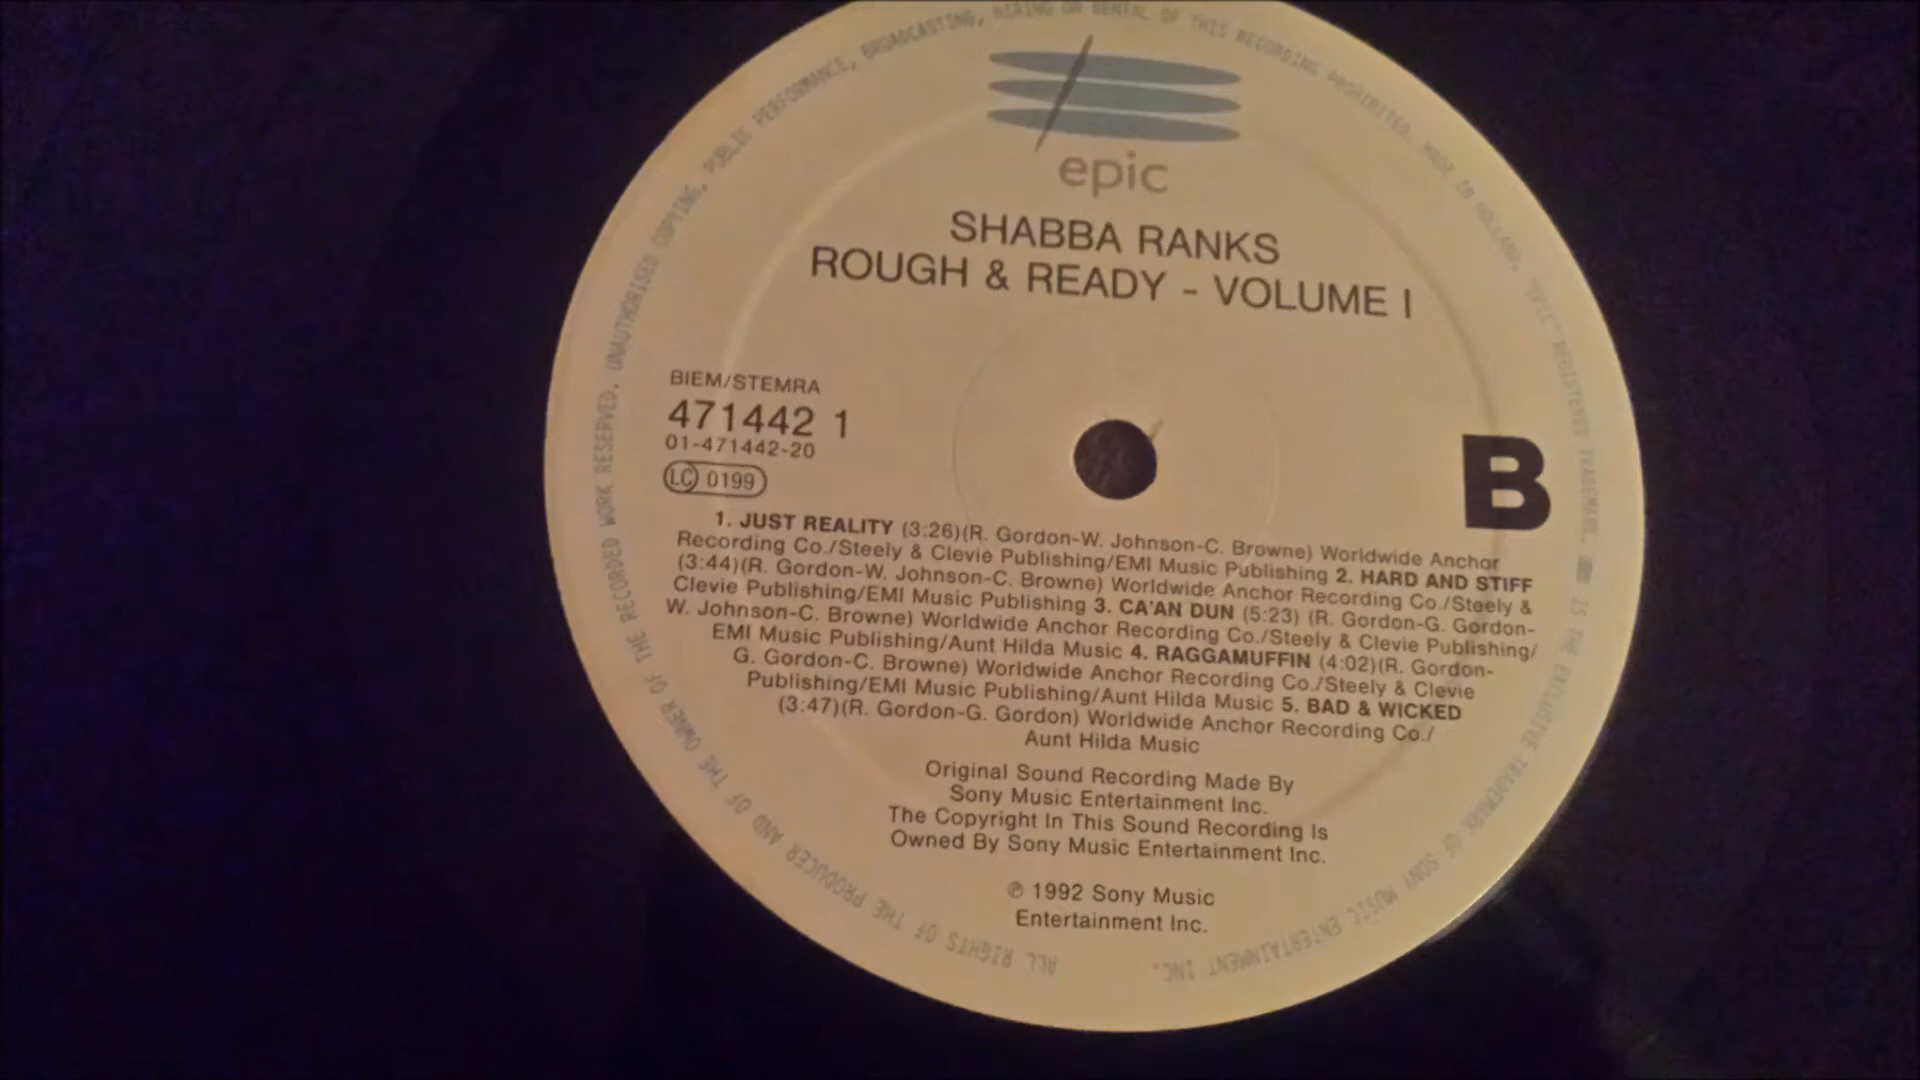 epic
SHABBA RANKS
ROUGH & READY - VOLUME I
BIEM/STEMRA
471442 1
01-471442-20
LC 0199
B
1. JUST REALITY (3:26)(R. Gordon-W. Johnson-C. Browne) Worldwide Anchor
Recording Co./Steely & Clevie Publishing/EMI Music Publishing 2. HARD AND STIFF
(3:44)(R. Gordon-W. Johnson-C. Browne) Worldwide Anchor Recording Co./Steely &
Clevie Publishing/EMI Music Publishing 3. CA'AN DUN (5:23) (R. Gordon-G. Gordon-
W. Johnson-C. Browne) Worldwide Anchor Recording Co./Steely & Clevie Publishing/
EMI Music Publishing/Aunt Hilda Music 4. RAGGAMUFFIN (4:02)(R. Gordon-
G. Gordon-C. Browne) Worldwide Anchor Recording Co./Steely & Clevie
Publishing/EMI Music Publishing/Aunt Hilda Music 5. BAD & WICKED
(3:47)(R. Gordon-G. Gordon) Worldwide Anchor Recording Co./
Aunt Hilda Music
Original Sound Recording Made By
Sony Music Entertainment Inc.
The Copyright In This Sound Recording Is
Owned By Sony Music Entertainment Inc.
℗ 1992 Sony Music
Entertainment Inc.
ALL RIGHTS OF THE PRODUCER AND OF THE OWNER OF THE RECORDED WORK RESERVED. UNAUTHORISED COPYING, PUBLIC PERFORMANCE, BROADCASTING, HIRING OR RENTAL OF THIS RECORDING PROHIBITED. MADE IN HOLLAND. "EPIC" REGISTERED TRADEMARK. IS THE EXCLUSIVE TRADEMARK OF SONY MUSIC ENTERTAINMENT INC.